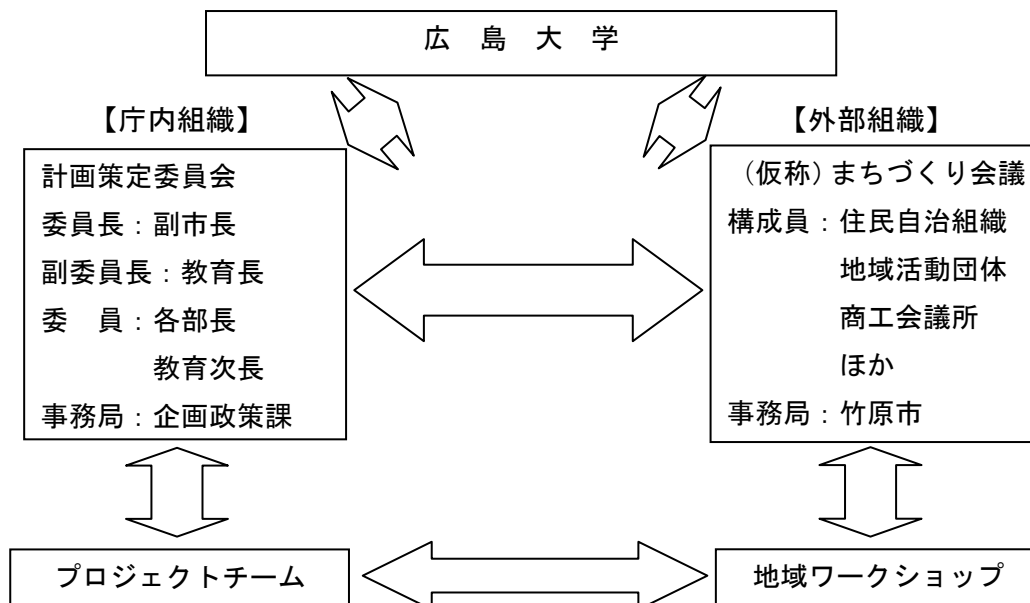 広　島　大　学
【庁内組織】
計画策定委員会
委員長：副市長
副委員長：教育長
委　員：各部長
教育次長
事務局：企画政策課
【外部組織】
（仮称）まちづくり会議
構成員：住民自治組織
地域活動団体
商工会議所
ほか
事務局：竹原市
プロジェクトチーム
地域ワークショップ